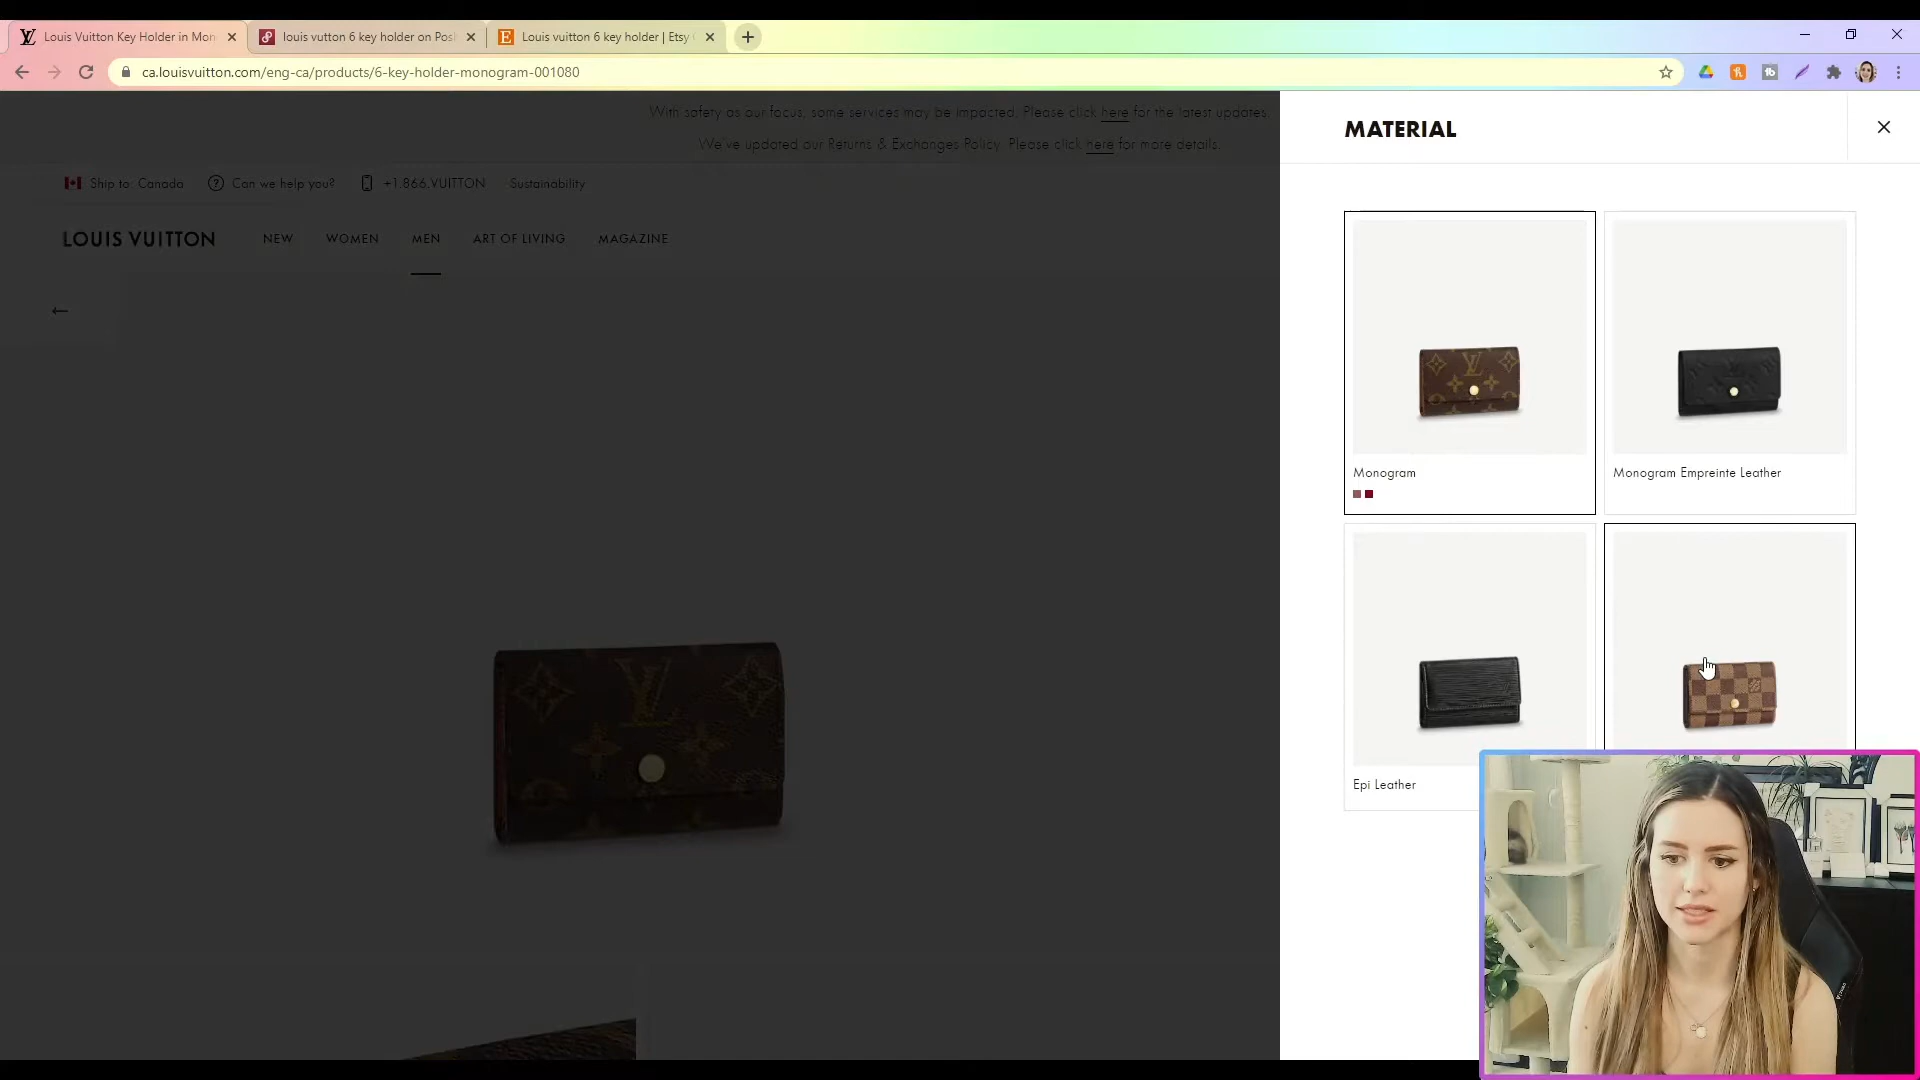 Louis Vuitton Key Holder in Mon
louis vutton 6 key holder on Pos
Louis vuitton 6 key holder | Etsy
ca.louisvuitton.com/eng-ca/products/6-key-holder-monogram-001080
With safety as our focus, some services may be impacted. Please click here for the latest updates.
We've updated our Returns & Exchanges Policy. Please click here for more details.
Ship to: Canada
Can we help you?
+1.866.VUITTON
Sustainability
LOUIS VUITTON
NEW
WOMEN
MEN
ART OF LIVING
MAGAZINE
MATERIAL
Monogram
Monogram Empreinte Leather
Epi Leather